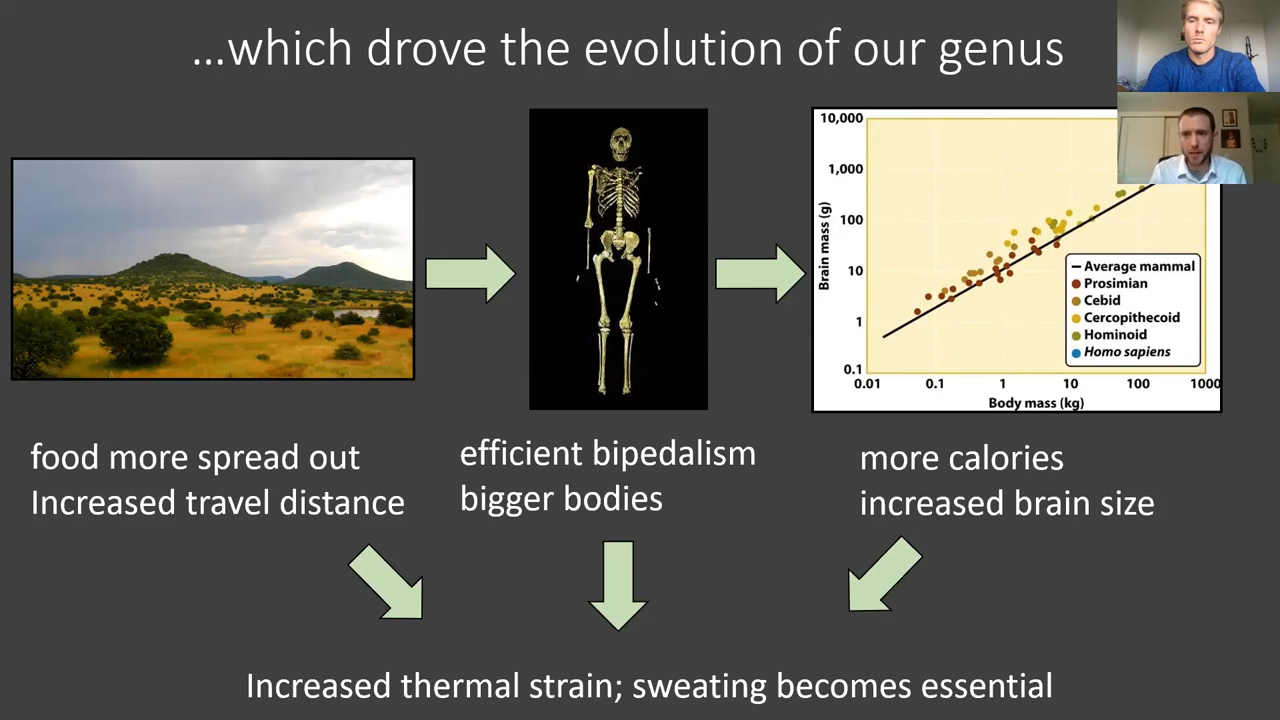 ...which drove the evolution of our genus
food more spread out
Increased travel distance
efficient bipedalism
bigger bodies
10,000
1,000
100
10
1
0.1
Brain mass (g)
0.01 0.1 1 10 100 1000
Body mass (kg)
Average mammal
Prosimian
Cebid
Cercopithecoid
Hominoid
Homo sapiens
more calories
increased brain size
Increased thermal strain; sweating becomes essential